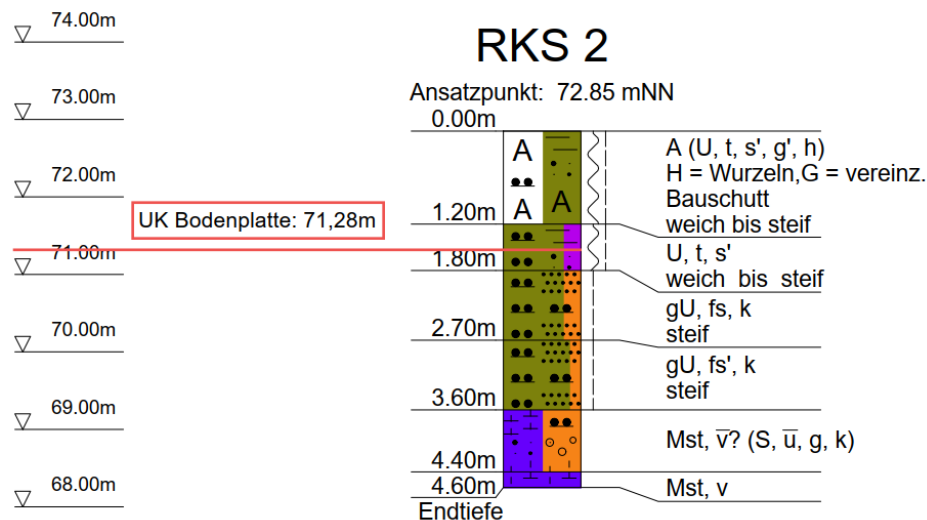 74.00m
73.00m
72.00m
71.00m
70.00m
69.00m
68.00m
UK Bodenplatte: 71,28m
RKS 2
Ansatzpunkt: 72.85 mNN
0.00m
A
A
A
1.20m
1.80m
2.70m
3.60m
4.40m
4.60m
Endtiefe
A (U, t, s', g', h)
H = Wurzeln,G = vereinz.
Bauschutt
weich bis steif
U, t, s'
weich bis steif
gU, fs, k
steif
gU, fs', k
steif
Mst, v̅? (S, u̅, g, k)
Mst, v